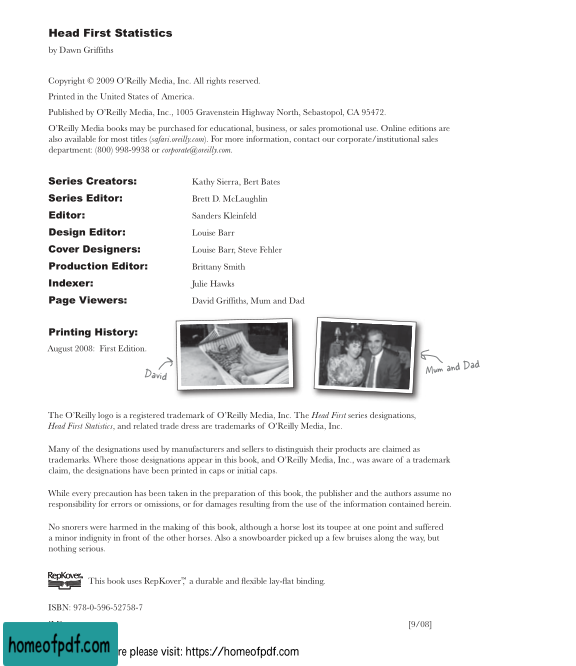 Head First Statistics
by Dawn Griffiths
Copyright © 2009 O’Reilly Media, Inc. All rights reserved.
Printed in the United States of America.
Published by O’Reilly Media, Inc., 1005 Gravenstein Highway North, Sebastopol, CA 95472.
O’Reilly Media books may be purchased for educational, business, or sales promotional use. Online editions are
also available for most titles (safari.oreilly.com). For more information, contact our corporate/institutional sales
department: (800) 998-9938 or corporate@oreilly.com.
Series Creators: Kathy Sierra, Bert Bates
Series Editor: Brett D. McLaughlin
Editor: Sanders Kleinfeld
Design Editor: Louise Barr
Cover Designers: Louise Barr, Steve Fehler
Production Editor: Brittany Smith
Indexer: Julie Hawks
Page Viewers: David Griffiths, Mum and Dad
Printing History:
August 2008: First Edition.
David
Mum and Dad
The O’Reilly logo is a registered trademark of O’Reilly Media, Inc. The Head First series designations,
Head First Statistics, and related trade dress are trademarks of O’Reilly Media, Inc.
Many of the designations used by manufacturers and sellers to distinguish their products are claimed as
trademarks. Where those designations appear in this book, and O’Reilly Media, Inc., was aware of a trademark
claim, the designations have been printed in caps or initial caps.
While every precaution has been taken in the preparation of this book, the publisher and the authors assume no
responsibility for errors or omissions, or for damages resulting from the use of the information contained herein.
No snorers were harmed in the making of this book, although a horse lost its toupee at one point and suffered
a minor indignity in front of the other horses. Also a snowboarder picked up a few bruises along the way, but
nothing serious.
RepKover™
This book uses RepKover™, a durable and flexible lay-flat binding.
ISBN: 978-0-596-52758-7
[9/08]
homeofpdf.com
re please visit: https://homeofpdf.com